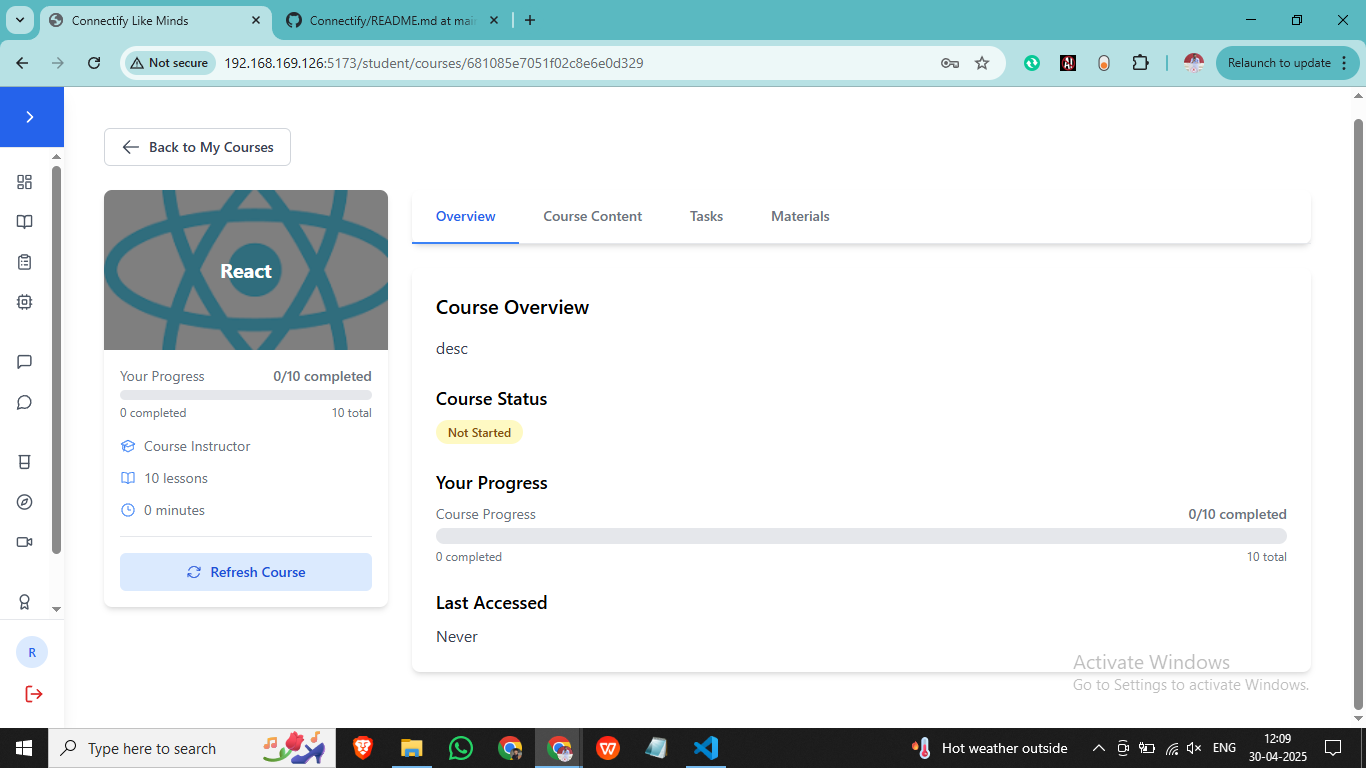 Connectify Like Minds
Connectify/README.md at mai
Not secure
192.168.169.126:5173/student/courses/681085e7051f02c8e6e0d329
Relaunch to update
Back to My Courses
React
Your Progress
0/10 completed
0 completed
10 total
Course Instructor
10 lessons
0 minutes
Refresh Course
Overview
Course Content
Tasks
Materials
Course Overview
desc
Course Status
Not Started
Your Progress
Course Progress
0/10 completed
0 completed
10 total
Last Accessed
Never
R
Activate Windows
Go to Settings to activate Windows.
Type here to search
Hot weather outside
ENG
12:09
30-04-2025